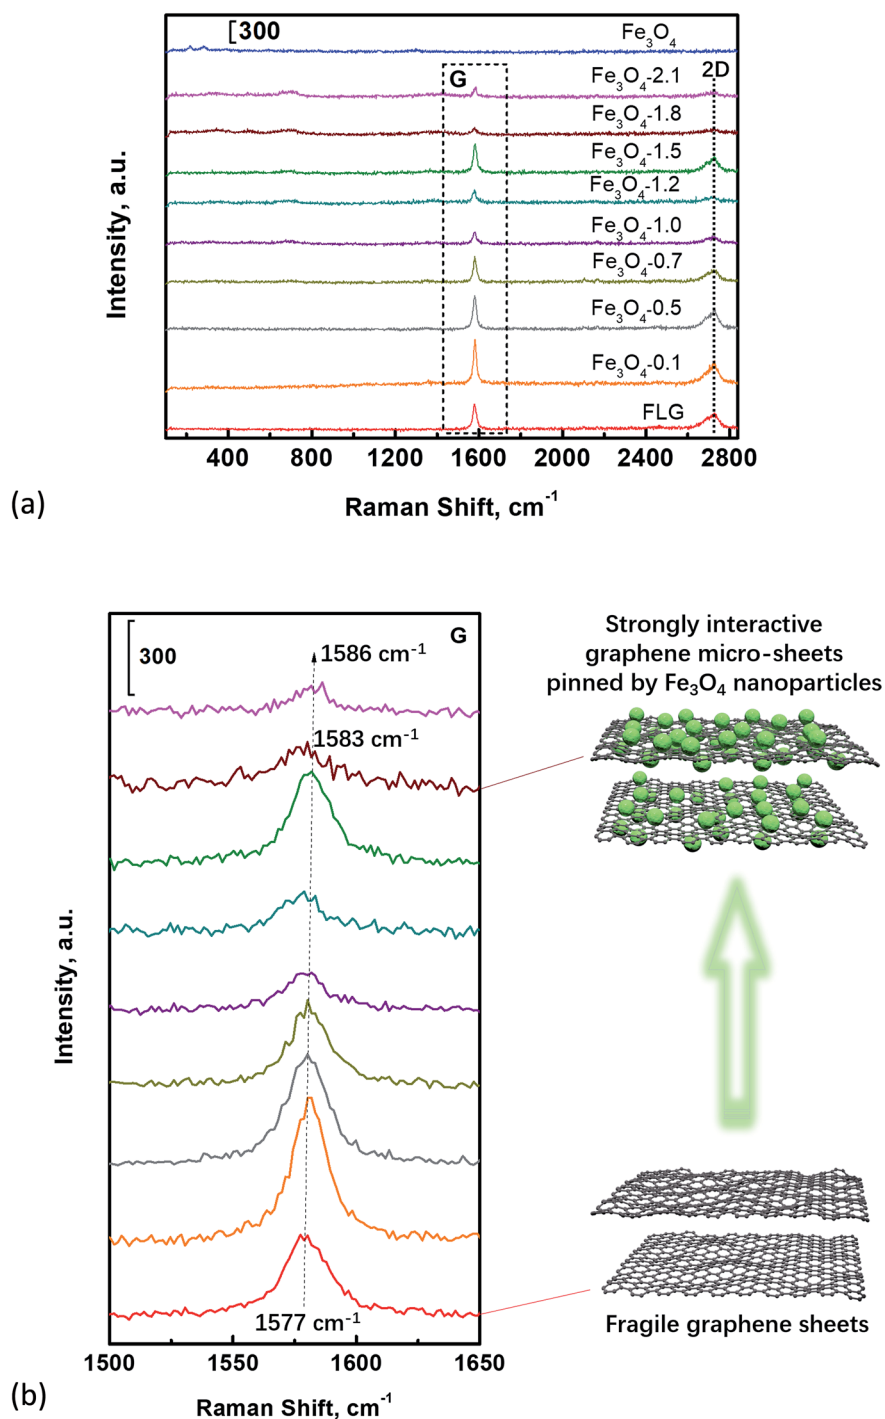 300
Fe₃O₄
G
2D
Fe₃O₄-2.1
Fe₃O₄-1.8
Fe₃O₄-1.5
Fe₃O₄-1.2
Fe₃O₄-1.0
Fe₃O₄-0.7
Fe₃O₄-0.5
Fe₃O₄-0.1
FLG
Intensity, a.u.
400 800 1200 1600 2000 2400 2800
Raman Shift, cm⁻¹
(a)
300
G
1586 cm⁻¹
1583 cm⁻¹
1577 cm⁻¹
Intensity, a.u.
1500 1550 1600 1650
Raman Shift, cm⁻¹
(b)
Strongly interactive
graphene micro-sheets
pinned by Fe₃O₄ nanoparticles
Fragile graphene sheets